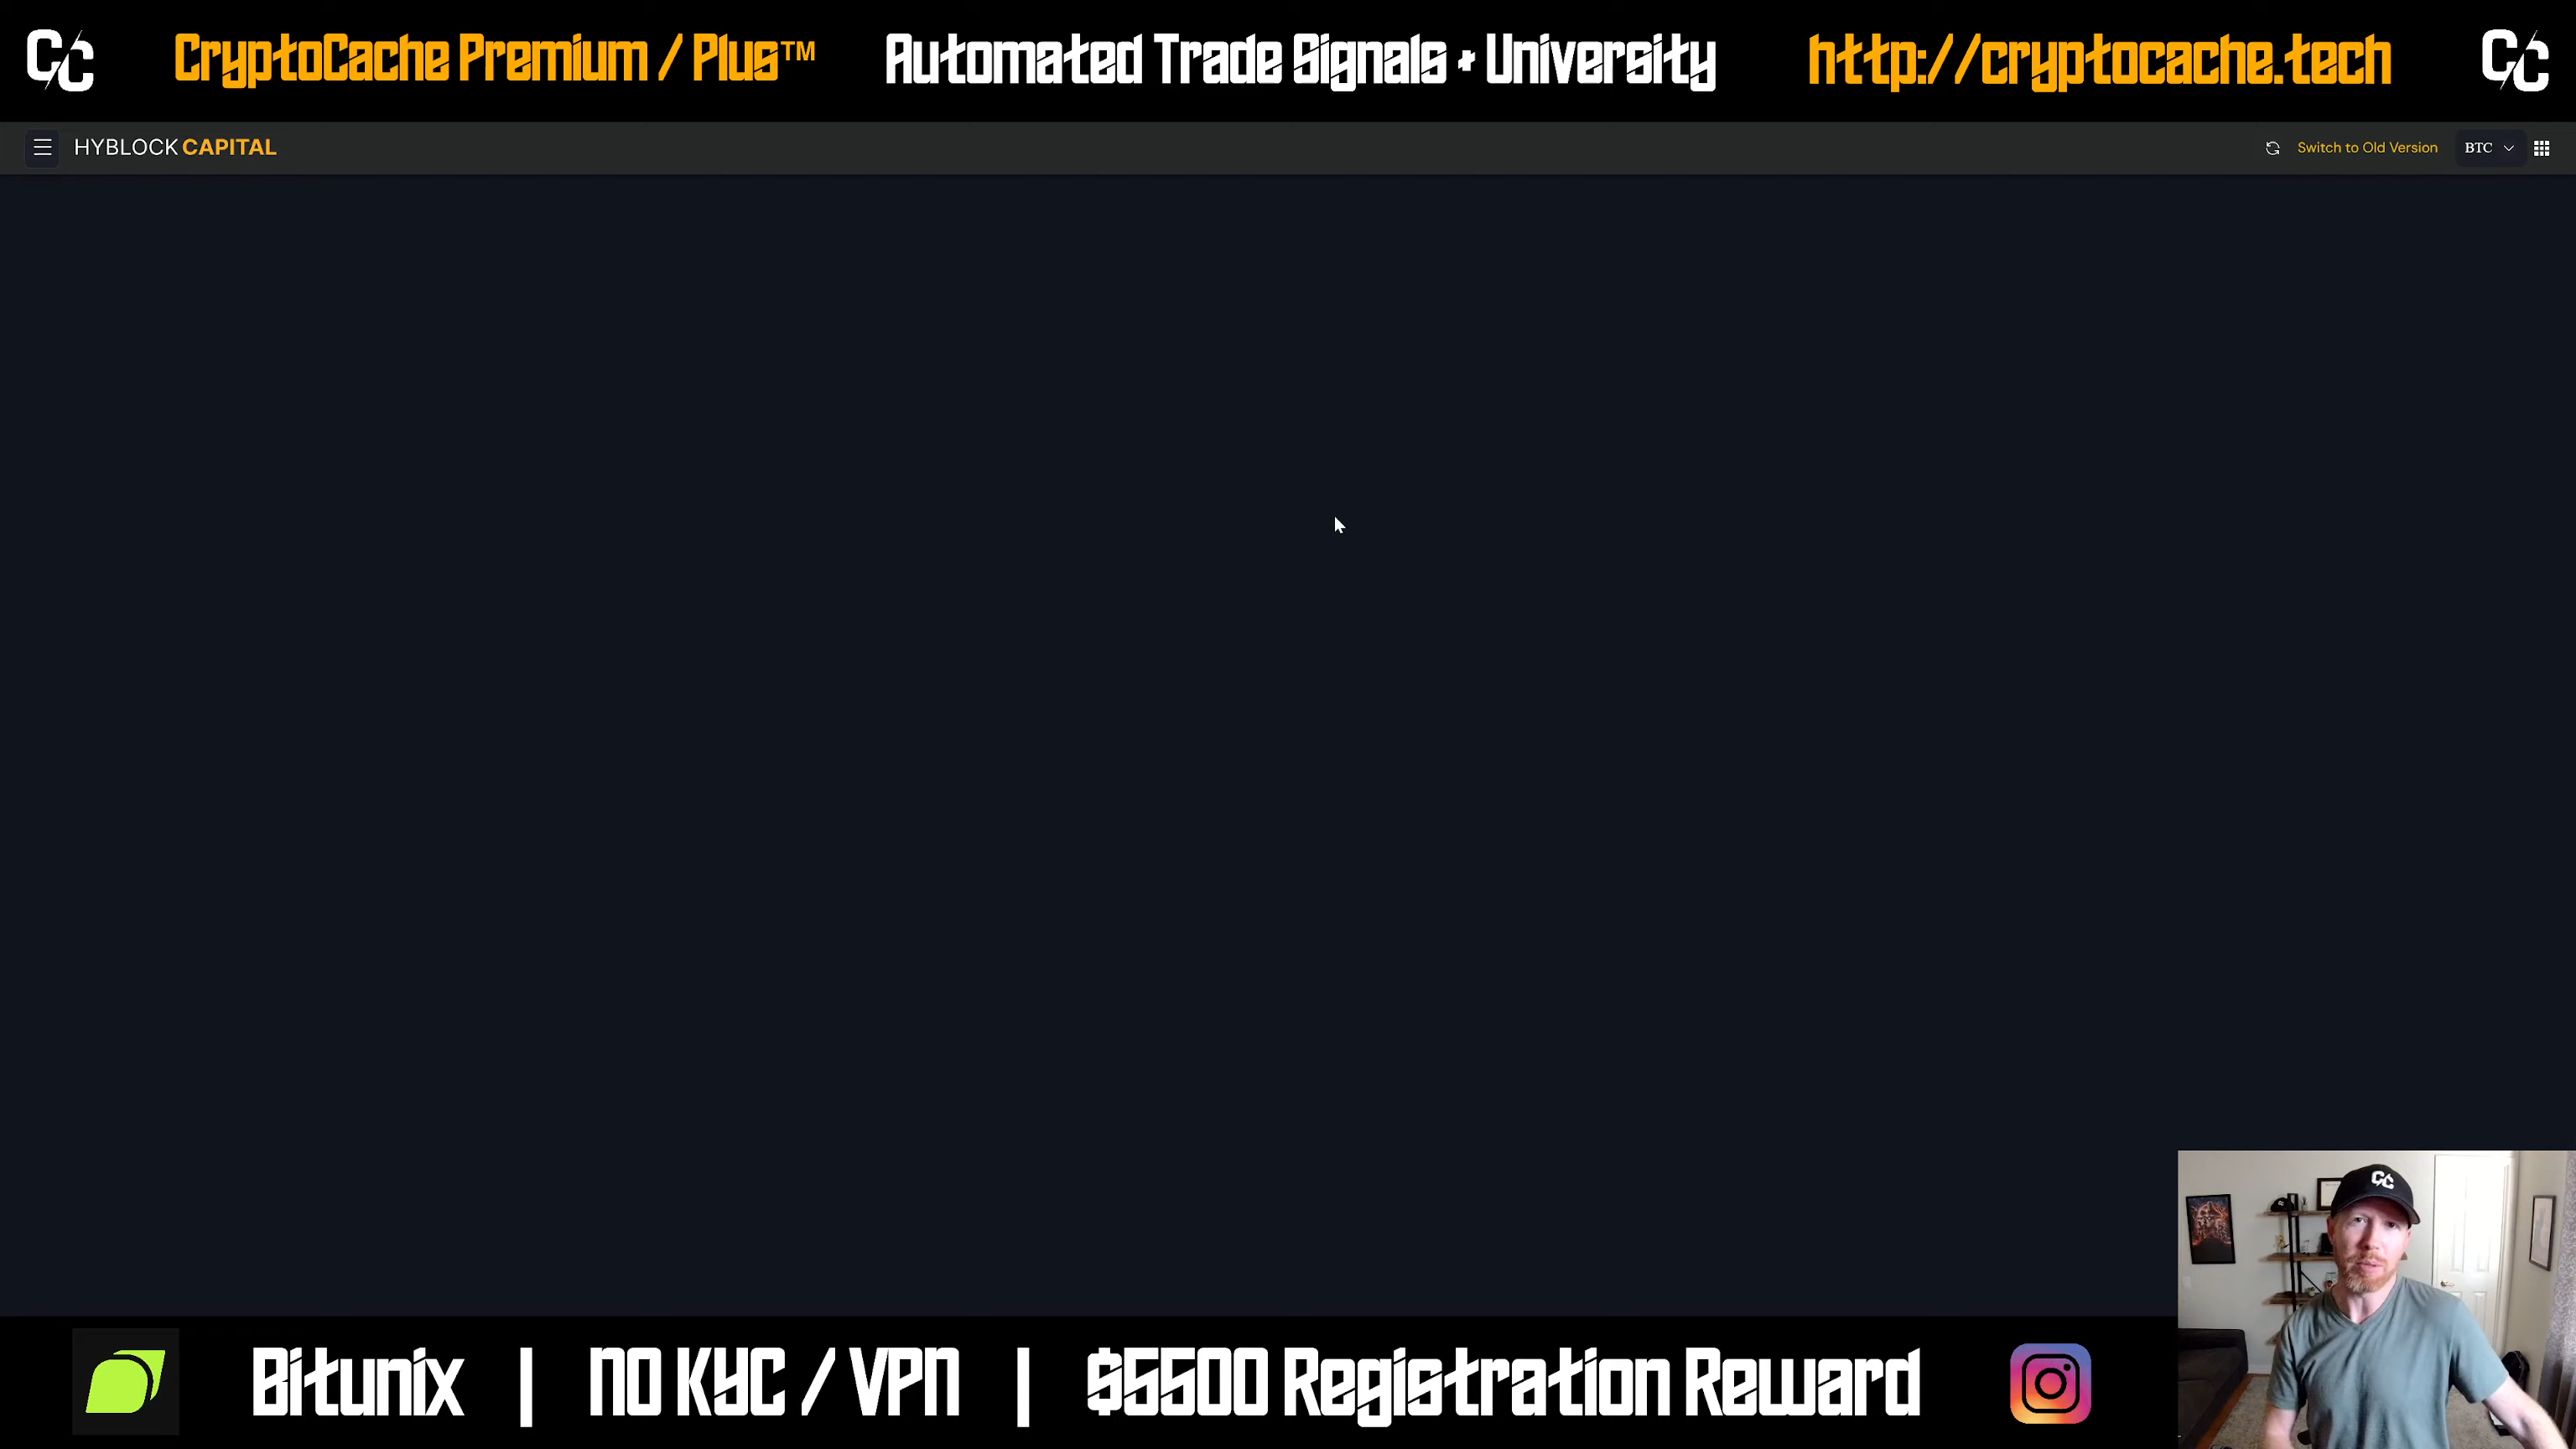 CC CryptoCache Premium / Plus™ Automated Trade Signals + University http://cryptocache.tech CC
HYBLOCK CAPITAL Switch to Old Version BTC
CC
Bitunix | NO KYC / VPN | $5500 Registration Reward